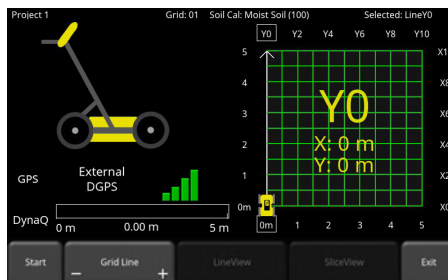 Project 1 Grid: 01 Soil Cal: Moist Soil (100) Selected: LineY0
Y0 Y2 Y4 Y6 Y8 Y10
5 X1
4 X8
Y0
3 X6
X: 0 m
2 X4
Y: 0 m
GPS External DGPS
1 X2
0m X0
DynaQ
0 m 0.00 m 5 m
0m 1 2 3 4 5
Start Grid Line LineView SliceView Exit
− +